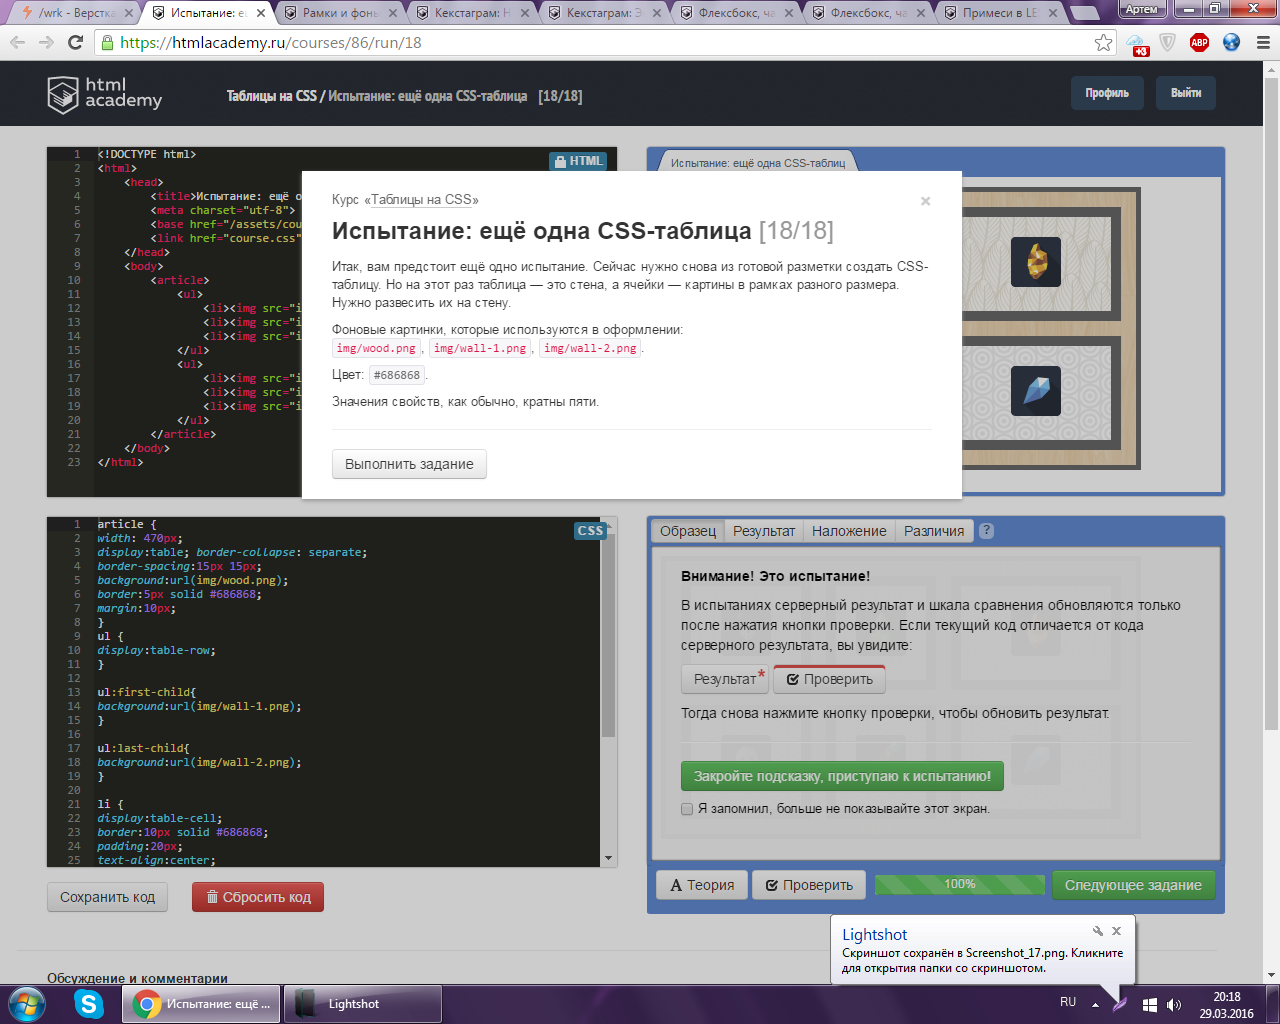 /wrk - Верстка
Испытание: е
Рамки и фон
Кекстаграм: Н
Кекстаграм: Э
Флексбокс, ча
Флексбокс, ча
Примеси в LE
Артем
https://htmlacademy.ru/courses/86/run/18
+3
ABP
html
academy
Таблицы на CSS / Испытание: ещё одна CSS-таблица [18/18]
Профиль
Выйти
HTML
1 <!DOCTYPE html>
2 <html>
3 <head>
4 <title>Испытание: ещё о
5 <meta charset="utf-8">
6 <base href="/assets/cou
7 <link href="course.css"
8 </head>
9 <body>
10 <article>
11 <ul>
12 <li><img src="i
13 <li><img src="i
14 <li><img src="i
15 </ul>
16 <ul>
17 <li><img src="i
18 <li><img src="i
19 <li><img src="i
20 </ul>
21 </article>
22 </body>
23 </html>
Испытание: ещё одна CSS-таблиц
Курс «Таблицы на CSS»
×
Испытание: ещё одна CSS-таблица [18/18]
Итак, вам предстоит ещё одно испытание. Сейчас нужно снова из готовой разметки создать CSS-
таблицу. Но на этот раз таблица — это стена, а ячейки — картины в рамках разного размера.
Нужно развесить их на стену.
Фоновые картинки, которые используются в оформлении:
img/wood.png, img/wall-1.png, img/wall-2.png.
Цвет: #686868.
Значения свойств, как обычно, кратны пяти.
Выполнить задание
CSS
1 article {
2 width: 470px;
3 display:table; border-collapse: separate;
4 border-spacing:15px 15px;
5 background:url(img/wood.png);
6 border:5px solid #686868;
7 margin:10px;
8 }
9 ul {
10 display:table-row;
11 }
12
13 ul:first-child{
14 background:url(img/wall-1.png);
15 }
16
17 ul:last-child{
18 background:url(img/wall-2.png);
19 }
20
21 li {
22 display:table-cell;
23 border:10px solid #686868;
24 padding:20px;
25 text-align:center;
Образец Результат Наложение Различия ?
Внимание! Это испытание!
В испытаниях серверный результат и шкала сравнения обновляются только
после нажатия кнопки проверки. Если текущий код отличается от кода
серверного результата, вы увидите:
Результат* Проверить
Тогда снова нажмите кнопку проверки, чтобы обновить результат.
Закройте подсказку, приступаю к испытанию!
Я запомнил, больше не показывайте этот экран.
Сохранить код
Сбросить код
A Теория
Проверить
100%
Следующее задание
Обсуждение и комментарии
Lightshot
Скриншот сохранён в Screenshot_17.png. Кликните
для открытия папки со скриншотом.
Испытание: ещё ...
Lightshot
RU
20:18
29.03.2016